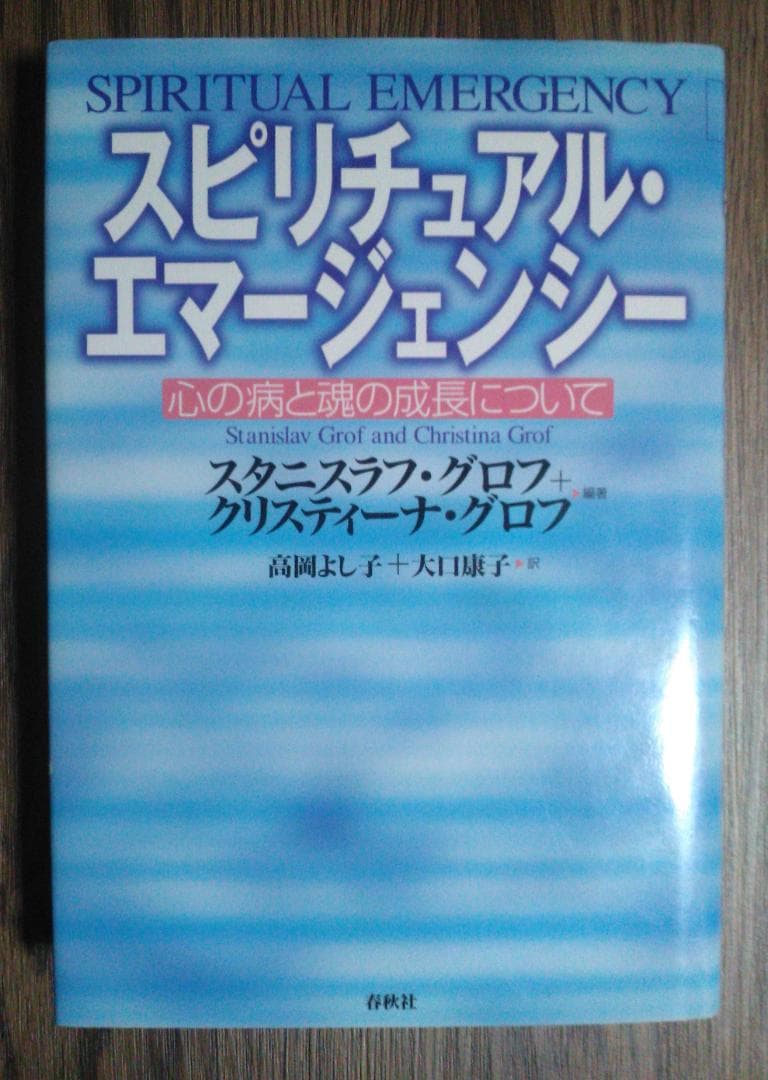 SPIRITUAL EMERGENCY
スピリチュアル・
エマージェンシー
心の病と魂の成長について
Stanislav Grof and Christina Grof
スタニスラフ・グロフ＋
クリスティーナ・グロフ
▶編著
高岡よし子＋大口康子▶訳
春秋社